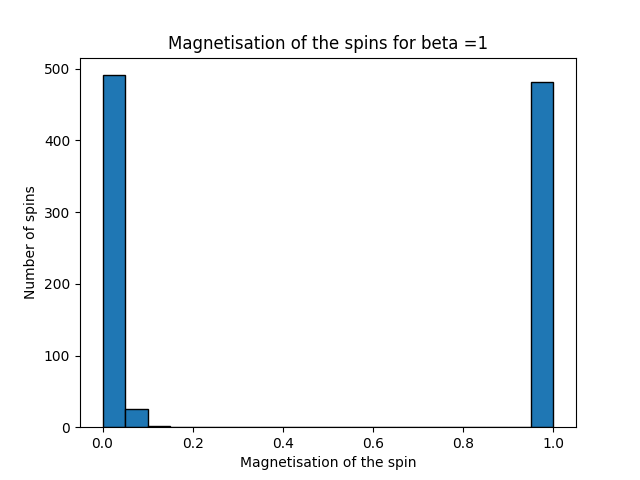 Magnetisation of the spins for beta =1
500
400
300
200
100
0
Number of spins
0.0 0.2 0.4 0.6 0.8 1.0
Magnetisation of the spin